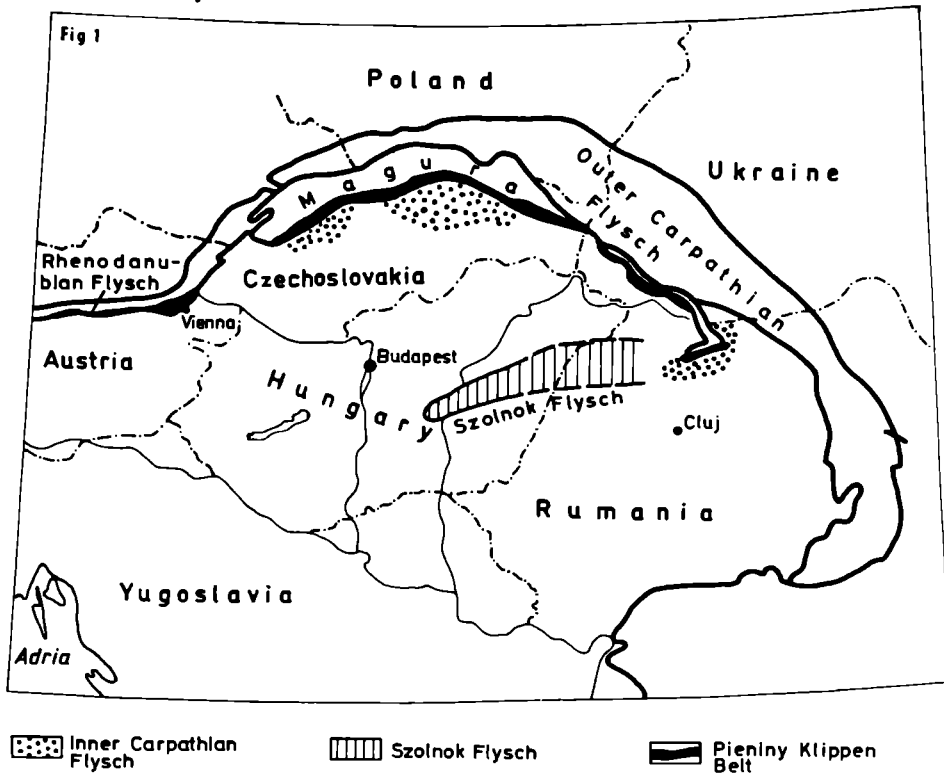 Fig 1
Poland
Ukraine
Outer Carpathian
Flysch
Magura
Rhenodanu-
bian Flysch
Czechoslovakia
Vienna
Austria
Budapest
Hungary
Szolnok Flysch
Cluj
Rumania
Yugoslavia
Adria
Inner Carpathian
Flysch
Szolnok Flysch
Pieniny Klippen
Belt